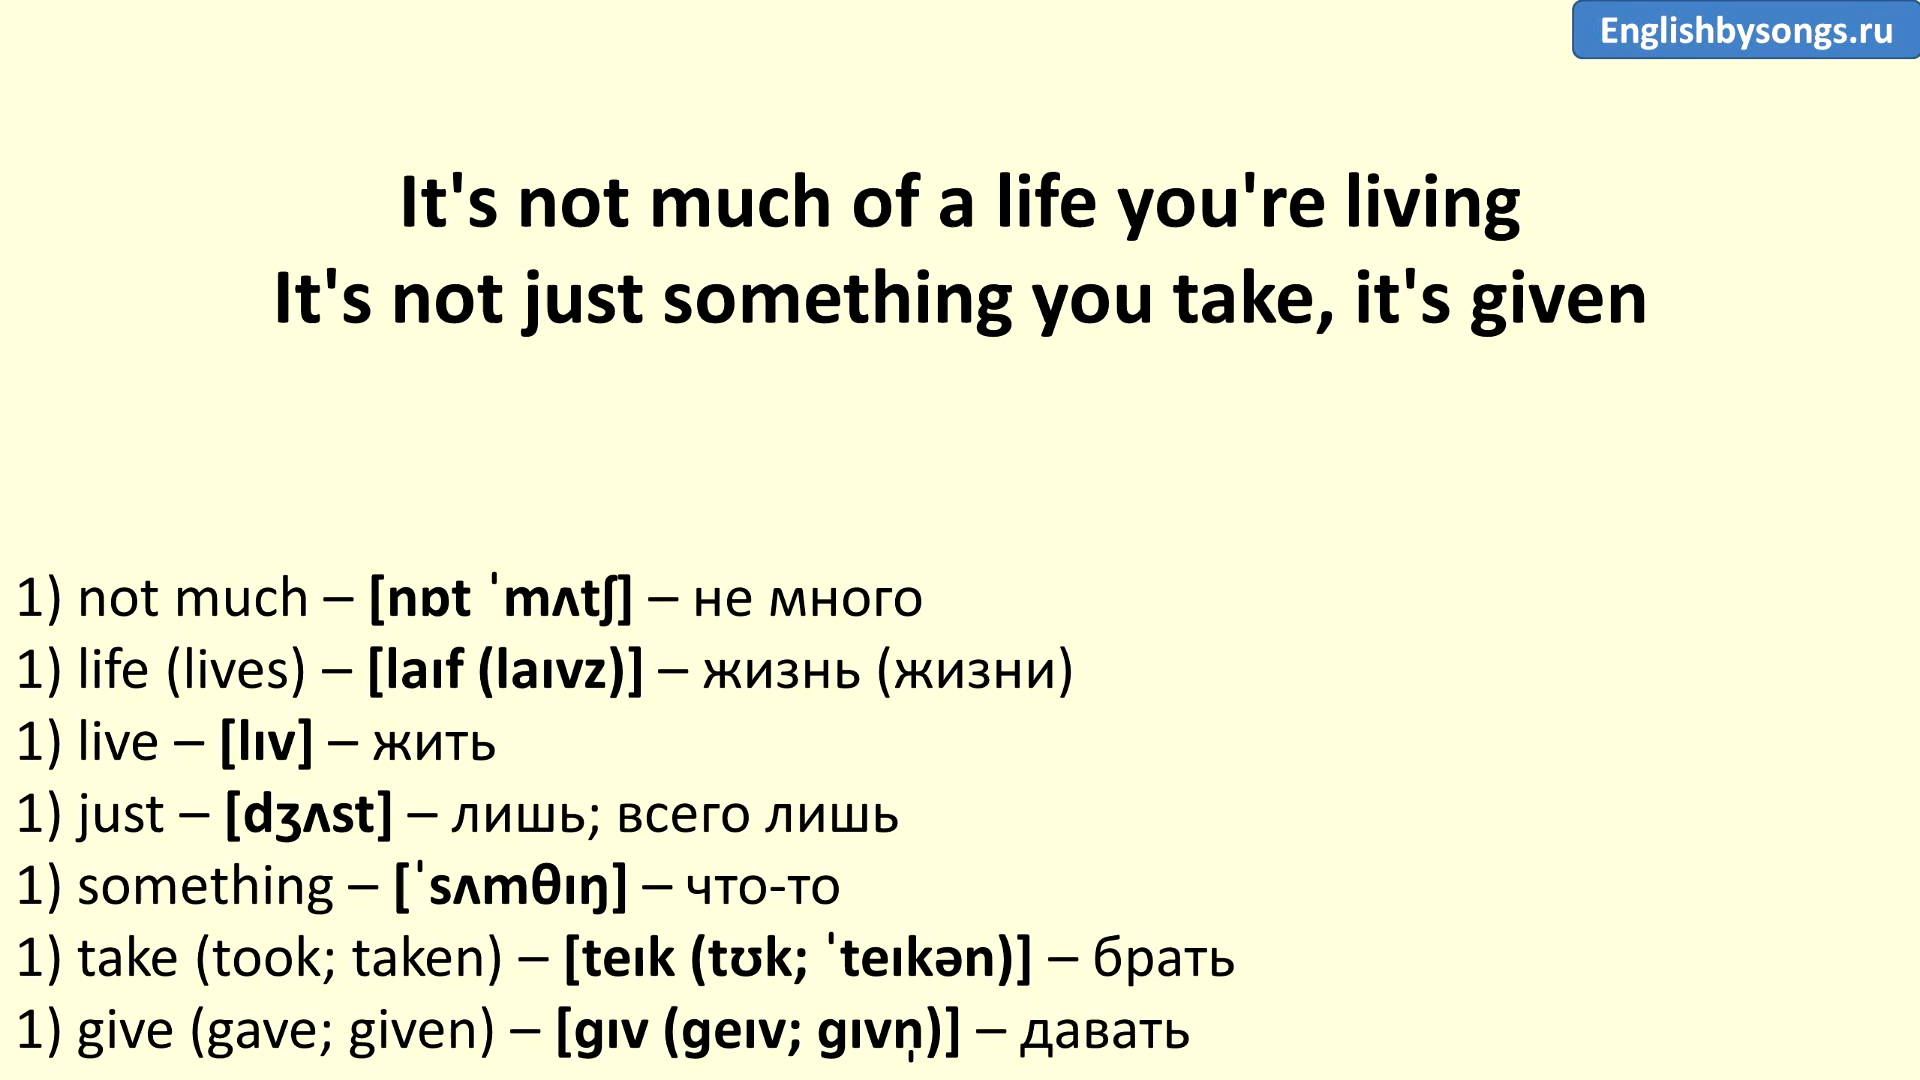 Englishbysongs.ru
It's not much of a life you're living
It's not just something you take, it's given
1) not much – [nɒt ˈmʌtʃ] – не много
1) life (lives) – [laɪf (laɪvz)] – жизнь (жизни)
1) live – [lɪv] – жить
1) just – [dʒʌst] – лишь; всего лишь
1) something – [ˈsʌmθɪŋ] – что-то
1) take (took; taken) – [teɪk (tʊk; ˈteɪkən)] – брать
1) give (gave; given) – [gɪv (geɪv; gɪvn̩)] – давать